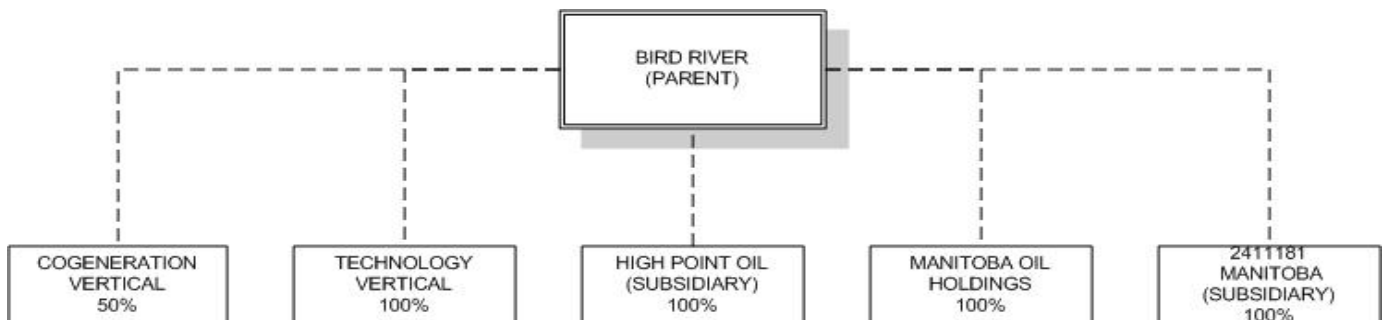 BIRD RIVER
(PARENT)
COGENERATION
VERTICAL
50%
TECHNOLOGY
VERTICAL
100%
HIGH POINT OIL
(SUBSIDIARY)
100%
MANITOBA OIL
HOLDINGS
100%
2411181
MANITOBA
(SUBSIDIARY)
100%